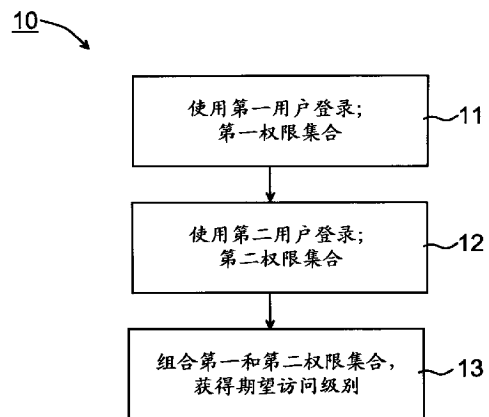 10
使用第一用户登录;
第一权限集合
11
使用第二用户登录;
第二权限集合
12
组合第一和第二权限集合,
获得期望访问级别
13